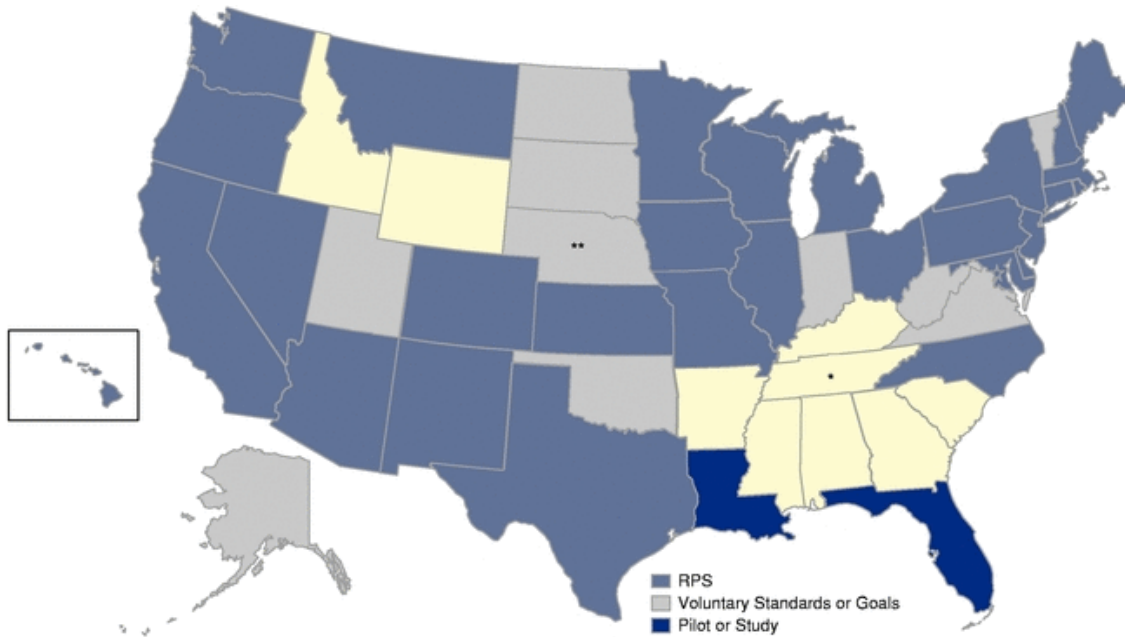 **
*
RPS
Voluntary Standards or Goals
Pilot or Study